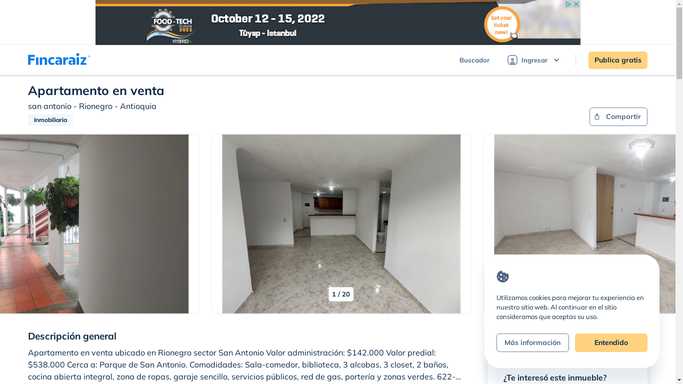 FOOD-TECH
October 12 - 15, 2022
Tüyap - Istanbul
Get your
ticket
now!
Fincaraiz
Buscador
Ingresar
Publica gratis
Apartamento en venta
san antonio - Rionegro - Antioquia
Inmobiliaria
Compartir
1 / 20
Utilizamos cookies para mejorar tu experiencia en
nuestro sitio web. Al continuar en el sitio
consideramos que aceptas su uso.
Más información
Entendido
Descripción general
Apartamento en venta ubicado en Rionegro sector San Antonio Valor administración: $142.000 Valor predial:
$538.000 Cerca a: Parque de San Antonio. Comodidades: Sala-comedor, biblioteca, 3 alcobas, 3 closet, 2 baños,
cocina abierta integral, zona de ropas, garaje sencillo, servicios públicos, red de gas, portería y zonas verdes. 622-...
¿Te interesó este inmueble?